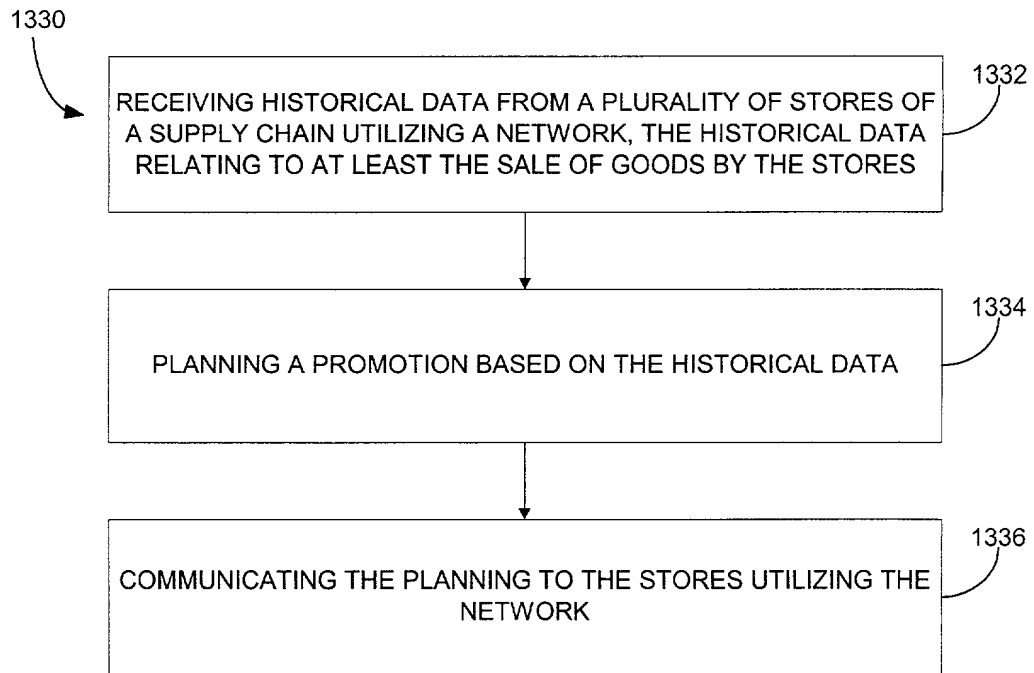 1330
1332
RECEIVING HISTORICAL DATA FROM A PLURALITY OF STORES OF
A SUPPLY CHAIN UTILIZING A NETWORK, THE HISTORICAL DATA
RELATING TO AT LEAST THE SALE OF GOODS BY THE STORES
1334
PLANNING A PROMOTION BASED ON THE HISTORICAL DATA
1336
COMMUNICATING THE PLANNING TO THE STORES UTILIZING THE
NETWORK